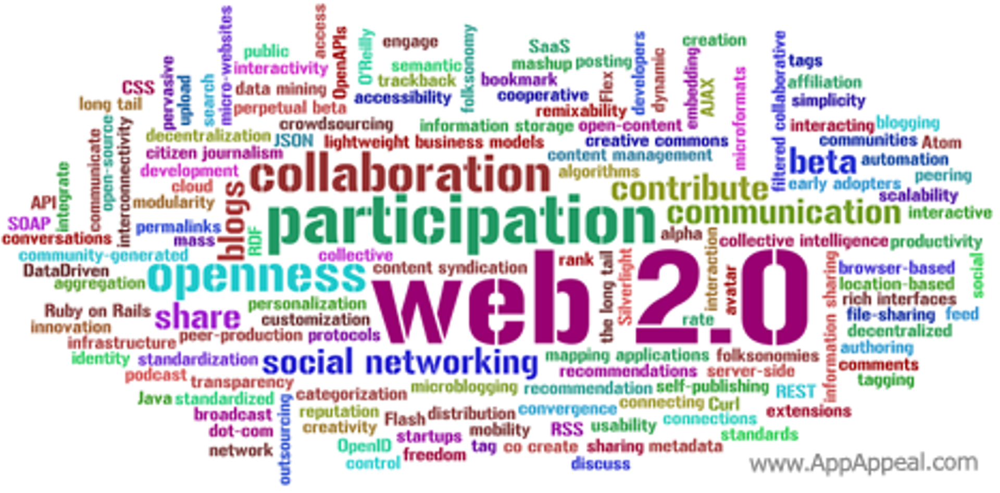 micro-websites
access
public
interactivity
OpenAPIs
O'Reilly
engage
folksonomy
SaaS
creation
developers
filtered collaborative
tags
semantic
mashup
posting
dynamic
embedding
CSS
pervasive
upload
search
data mining
trackback
bookmark
Flex
AJAX
microformats
affiliation
long tail
perpetual beta
accessibility
cooperative
remixability
simplicity
communicate
open-source
interconnectivity
decentralization
crowdsourcing
information storage
open-content
interacting
blogging
JSON
lightweight business models
creative commons
communities
Atom
citizen journalism
content management
beta
automation
integrate
development
collaboration
algorithms
peering
cloud
blogs
contribute
early adopters
API
modularity
participation
communication
scalability
interactive
SOAP
permalinks
RDF
alpha
interaction
conversations
mass
collective intelligence
productivity
community-generated
collective
web 2.0
rank
the long tail
Silverlight
avatar
information sharing
social
DataDriven
openness
content syndication
browser-based
aggregation
location-based
personalization
rich interfaces
Ruby on Rails
share
customization
rate
file-sharing
feed
innovation
peer-production
protocols
decentralized
infrastructure
authoring
identity
standardization
social networking
mapping applications
folksonomies
comments
podcast
transparency
recommendations
server-side
tagging
microblogging
recommendation
self-publishing
REST
Java
standardized
outsourcing
categorization
convergence
connecting
Curl
broadcast
reputation
Flash
distribution
connections
extensions
dot-com
creativity
startups
mobility
RSS
usability
standards
network
OpenID
freedom
tag
co create
sharing
metadata
control
discuss
www.AppAppeal.com